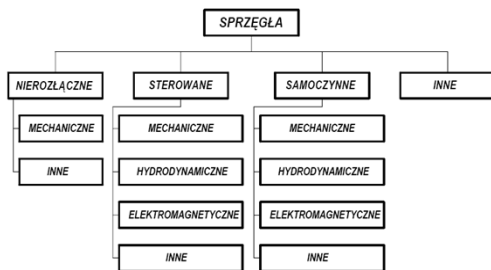 SPRZĘGŁA
NIEROZŁĄCZNE
STEROWANE
SAMOCZYNNE
INNE
MECHANICZNE
INNE
MECHANICZNE
HYDRODYNAMICZNE
ELEKTROMAGNETYCZNE
INNE
MECHANICZNE
HYDRODYNAMICZNE
ELEKTROMAGNETYCZNE
INNE